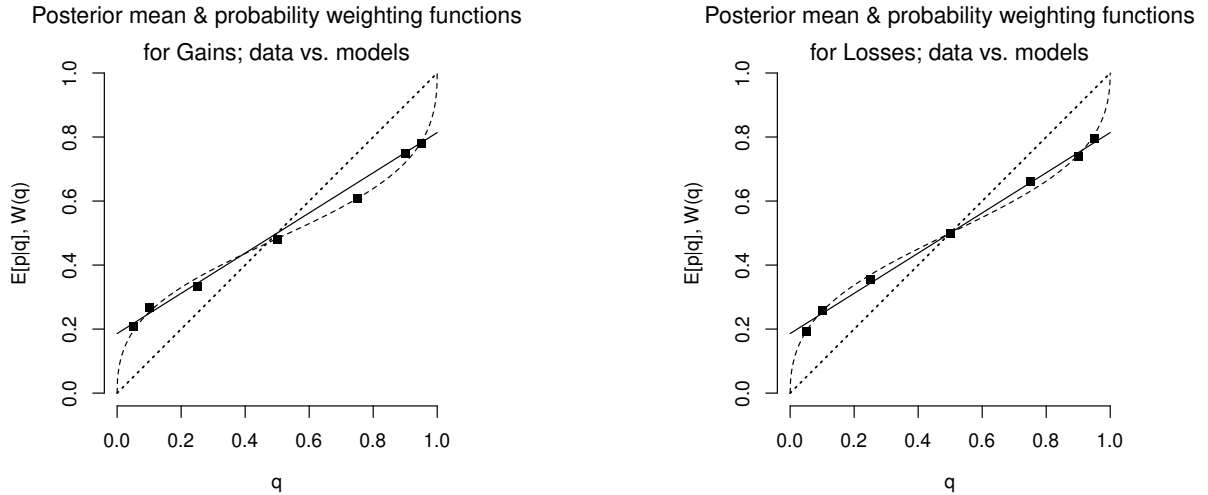 Posterior mean & probability weighting functions
for Gains; data vs. models
E[p|q], W(q)
1.0
0.8
0.6
0.4
0.2
0.0
0.0 0.2 0.4 0.6 0.8 1.0
q
Posterior mean & probability weighting functions
for Losses; data vs. models
E[p|q], W(q)
1.0
0.8
0.6
0.4
0.2
0.0
0.0 0.2 0.4 0.6 0.8 1.0
q